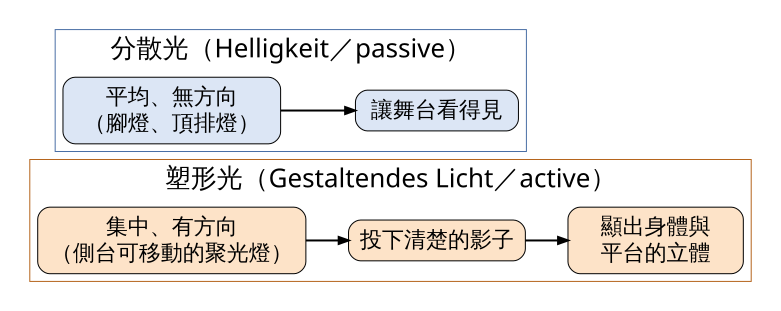 分散光（Helligkeit／passive）
平均、無方向
（腳燈、頂排燈）
讓舞台看得見
塑形光（Gestaltendes Licht／active）
集中、有方向
（側台可移動的聚光燈）
投下清楚的影子
顯出身體與
平台的立體